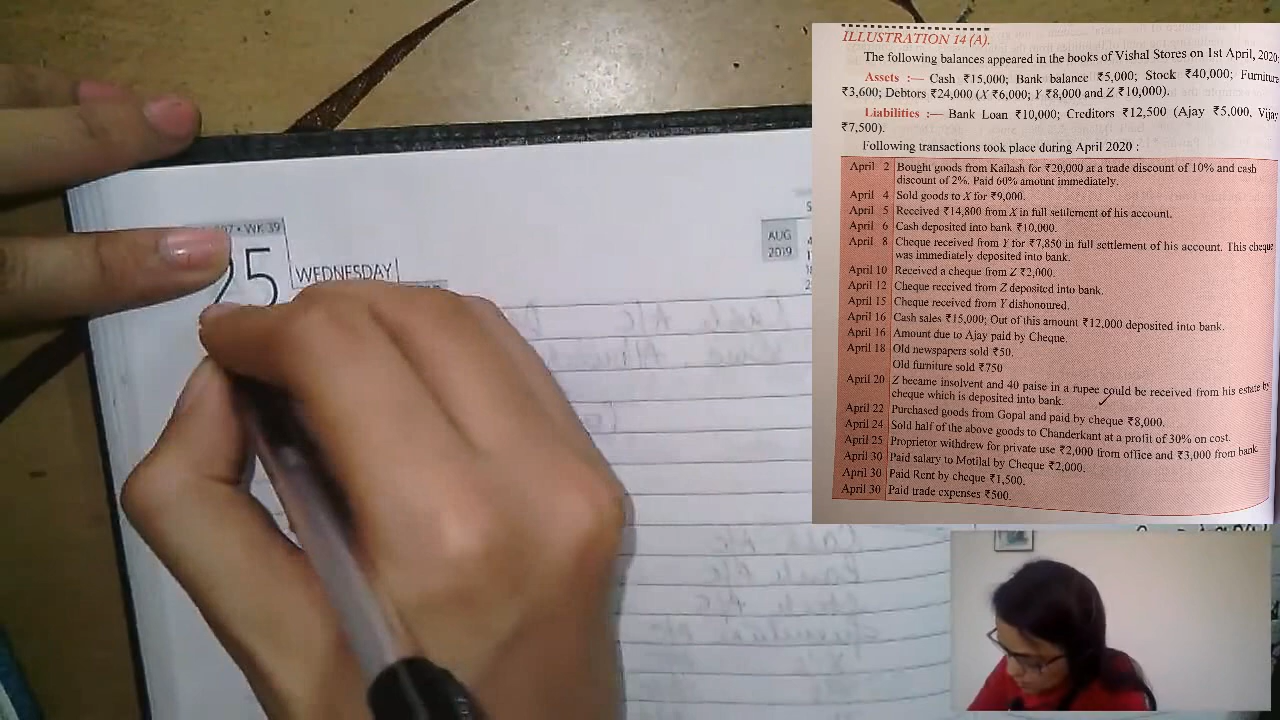 ILLUSTRATION 14 (A).
The following balances appeared in the books of Vishal Stores on 1st April, 2020
Assets :— Cash ₹15,000; Bank balance ₹5,000; Stock ₹40,000; Furniture
₹3,600; Debtors ₹24,000 (X ₹6,000; Y ₹8,000 and Z ₹10,000).
Liabilities :— Bank Loan ₹10,000; Creditors ₹12,500 (Ajay ₹5,000, Vijay
₹7,500).
Following transactions took place during April 2020 :
April 2 Bought goods from Kailash for ₹20,000 at a trade discount of 10% and cash
discount of 2%. Paid 60% amount immediately.
April 4 Sold goods to X for ₹9,000.
April 5 Received ₹14,800 from X in full settlement of his account.
April 6 Cash deposited into bank ₹10,000.
April 8 Cheque received from Y for ₹7,850 in full settlement of his account. This cheque
was immediately deposited into bank.
April 10 Received a cheque from Z ₹2,000.
April 12 Cheque received from Z deposited into bank.
April 15 Cheque received from Y dishonoured.
April 16 Cash sales ₹15,000; Out of this amount ₹12,000 deposited into bank.
April 16 Amount due to Ajay paid by Cheque.
April 18 Old newspapers sold ₹50.
Old furniture sold ₹750
April 20 Z became insolvent and 40 paise in a rupee could be received from his estate by
cheque which is deposited into bank.
April 22 Purchased goods from Gopal and paid by cheque ₹8,000.
April 24 Sold half of the above goods to Chanderkant at a profit of 30% on cost.
April 25 Proprietor withdrew for private use ₹2,000 from office and ₹3,000 from bank
April 30 Paid salary to Motilal by Cheque ₹2,000.
April 30 Paid Rent by cheque ₹1,500.
April 30 Paid trade expenses ₹500.
WK 39
25 WEDNESDAY
AUG
2019